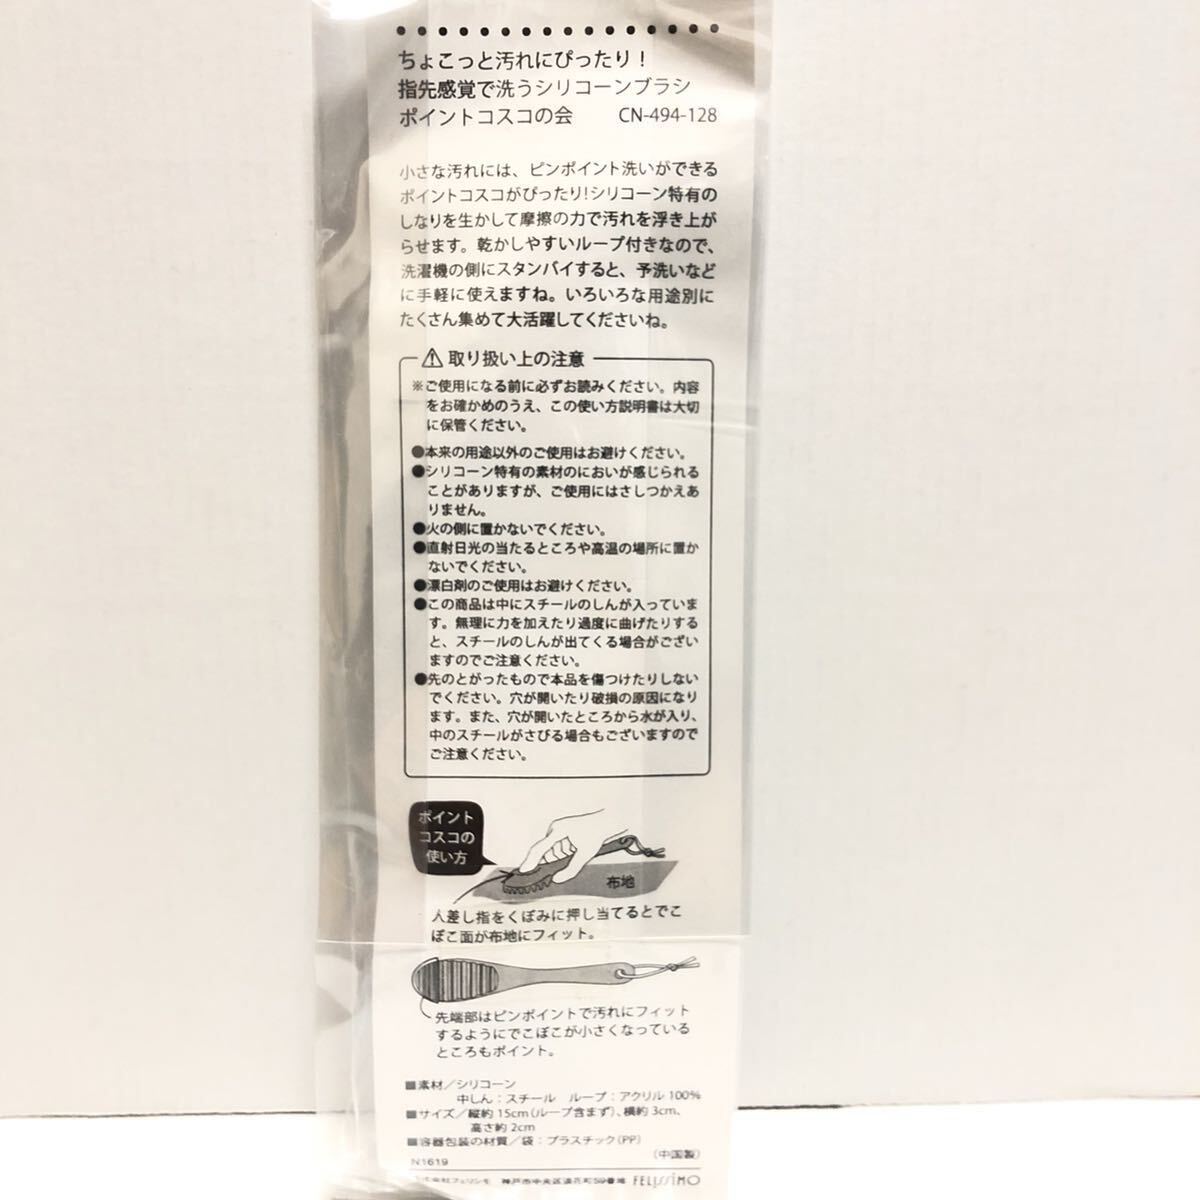 ちょこっと汚れにぴったり！
指先感覚で洗うシリコーンブラシ
ポイントコスコの会　CN-494-128
小さな汚れには、ピンポイント洗いができる
ポイントコスコがぴったり!シリコーン特有の
しなりを生かして摩擦の力で汚れを浮き上が
らせます。乾かしやすいループ付きなので、
洗濯機の側にスタンバイすると、予洗いなど
に手軽に使えますね。いろいろな用途別に
たくさん集めて大活躍してくださいね。
⚠取り扱い上の注意
※ご使用になる前に必ずお読みください。内容
をお確かめのうえ、この使い方説明書は大切
に保管ください。
●本来の用途以外のご使用はお避けください。
●シリコーン特有の素材のにおいが感じられる
ことがありますが、ご使用にはさしつかえあ
りません。
●火の側に置かないでください。
●直射日光の当たるところや高温の場所に置か
ないでください。
●漂白剤のご使用はお避けください。
●この商品は中にスチールのしんが入っていま
す。無理に力を加えたり過度に曲げたりする
と、スチールのしんが出てくる場合がござい
ますのでご注意ください。
●先のとがったもので本品を傷つけたりしない
でください。穴が開いたり破損の原因になり
ます。また、穴が開いたところから水が入り、
中のスチールがさびる場合もございますので
ご注意ください。
ポイント
コスコの
使い方
布地
人差し指をくぼみに押し当てるとでこ
ぼこ面が布地にフィット。
先端部はピンポイントで汚れにフィット
するようにでこぼこが小さくなっている
ところもポイント。
■素材／シリコーン
中しん：スチール　ループ：アクリル 100%
■サイズ／縦約 15cm（ループ含まず）、横約 3cm、
高さ約 2cm
■容器包装の材質／袋：プラスチック（PP）
（中国製）
N1619
株式会社フェリシモ　神戸市中央区浪花町59番地　FELISSIMO